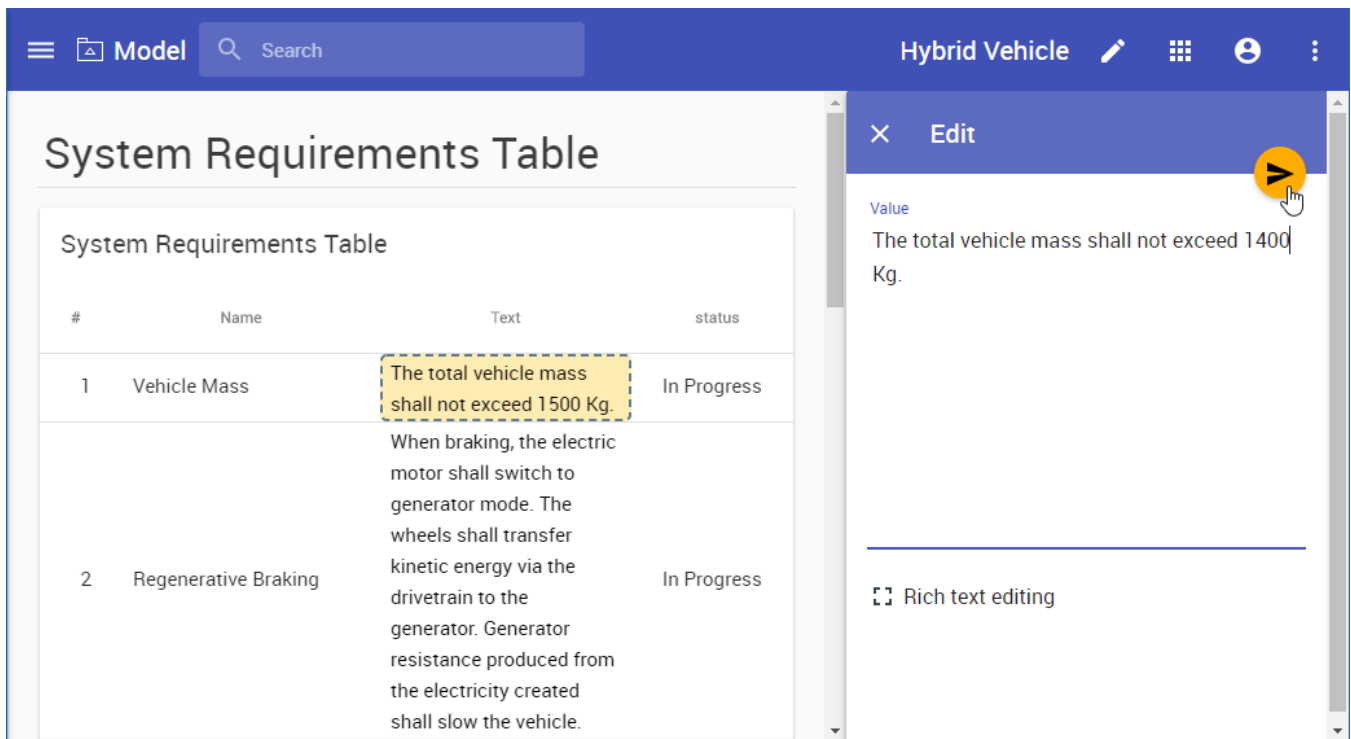 Model
Search
Hybrid Vehicle
System Requirements Table
System Requirements Table
# Name Text status
1 Vehicle Mass The total vehicle mass
shall not exceed 1500 Kg. In Progress
2 Regenerative Braking When braking, the electric
motor shall switch to
generator mode. The
wheels shall transfer
kinetic energy via the
drivetrain to the
generator. Generator
resistance produced from
the electricity created
shall slow the vehicle. In Progress
Edit
Value
The total vehicle mass shall not exceed 1400
Kg.
Rich text editing